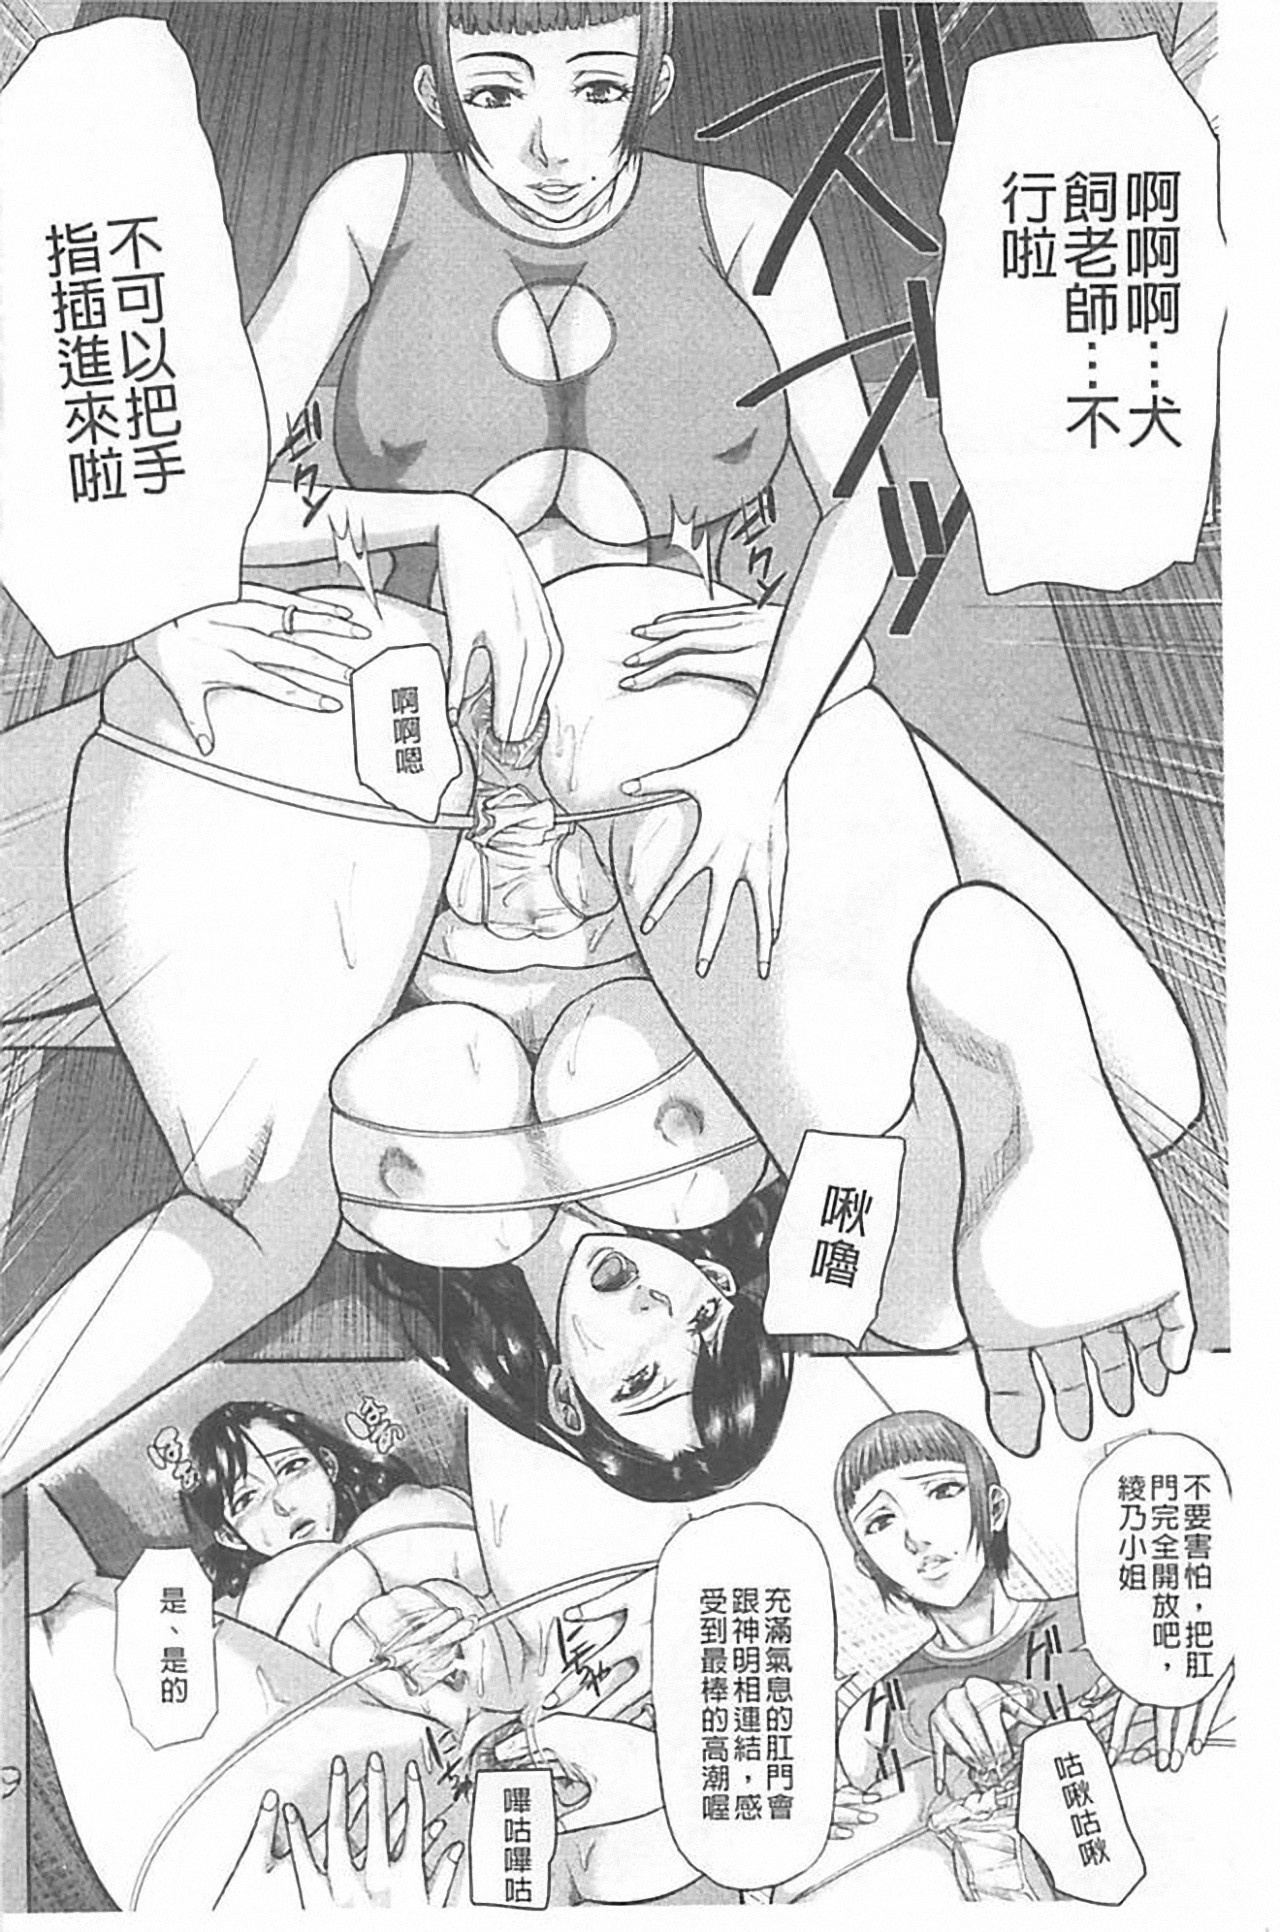 啊啊啊…犬
飼老師…不
行啦
不可以把手
指插進來啦
啊啊嗯
啾嚕
不要害怕，把肛
門完全開放吧，
綾乃小姐
咕啾咕啾
充滿氣息的肛門會
跟神明相連結，感
受到最棒的高潮喔
嗶咕嗶咕
是、是的